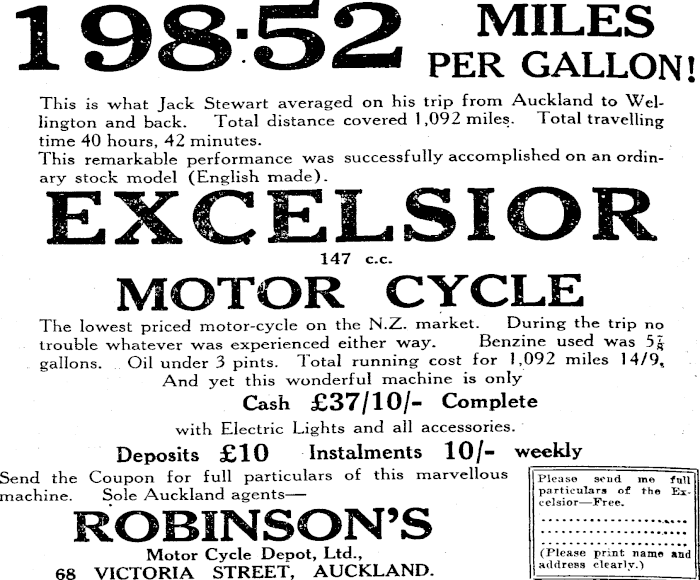 198·52 MILES
PER GALLON!
This is what Jack Stewart averaged on his trip from Auckland to Wel-
lington and back. Total distance covered 1,092 miles. Total travelling
time 40 hours, 42 minutes.
This remarkable performance was successfully accomplished on an ordin-
ary stock model (English made).
EXCELSIOR
147 c.c.
MOTOR CYCLE
The lowest priced motor-cycle on the N.Z. market. During the trip no
trouble whatever was experienced either way. Benzine used was 5½
gallons. Oil under 3 pints. Total running cost for 1,092 miles 14/9,
And yet this wonderful machine is only
Cash £37/10/- Complete
with Electric Lights and all accessories.
Deposits £10 Instalments 10/- weekly
Send the Coupon for full particulars of this marvellous
machine. Sole Auckland agents—
ROBINSON'S
Motor Cycle Depot, Ltd.,
68 VICTORIA STREET, AUCKLAND.
Please send me full
particulars of the Ex-
celsior—Free.
(Please print name and
address clearly.)